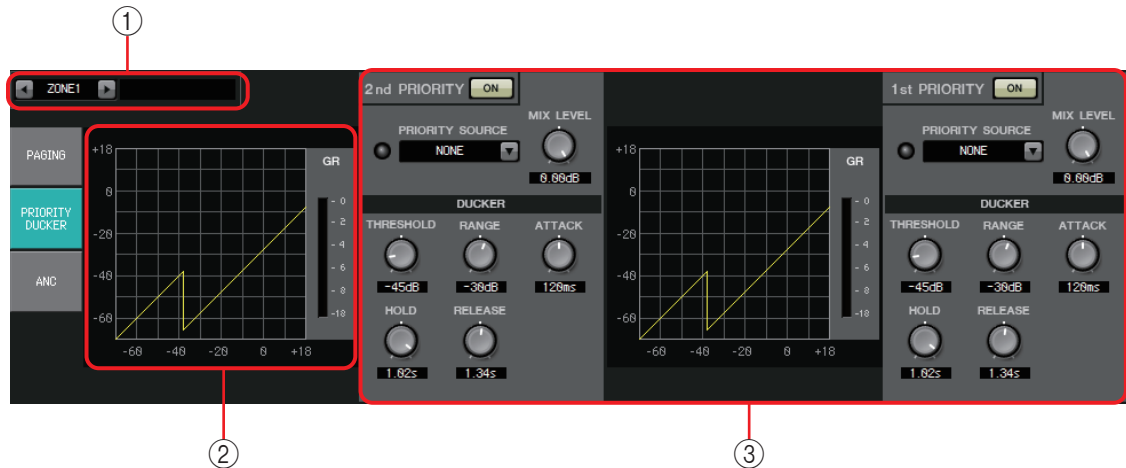 ①
ZONE1
PAGING
PRIORITY
DUCKER
ANC
+18
0
-20
-40
-60
-60 -40 -20 0 +18
GR
0
2
4
6
8
10
2nd PRIORITY ON
PRIORITY SOURCE
NONE
MIX LEVEL
0.00dB
DUCKER
THRESHOLD RANGE ATTACK
-45dB -30dB 120ms
HOLD RELEASE
1.02s 1.34s
+18
0
-20
-40
-60
-60 -40 -20 0 +18
GR
0
2
4
6
8
10
1st PRIORITY ON
PRIORITY SOURCE
NONE
MIX LEVEL
0.00dB
DUCKER
THRESHOLD RANGE ATTACK
-45dB -30dB 120ms
HOLD RELEASE
1.02s 1.34s
②
③